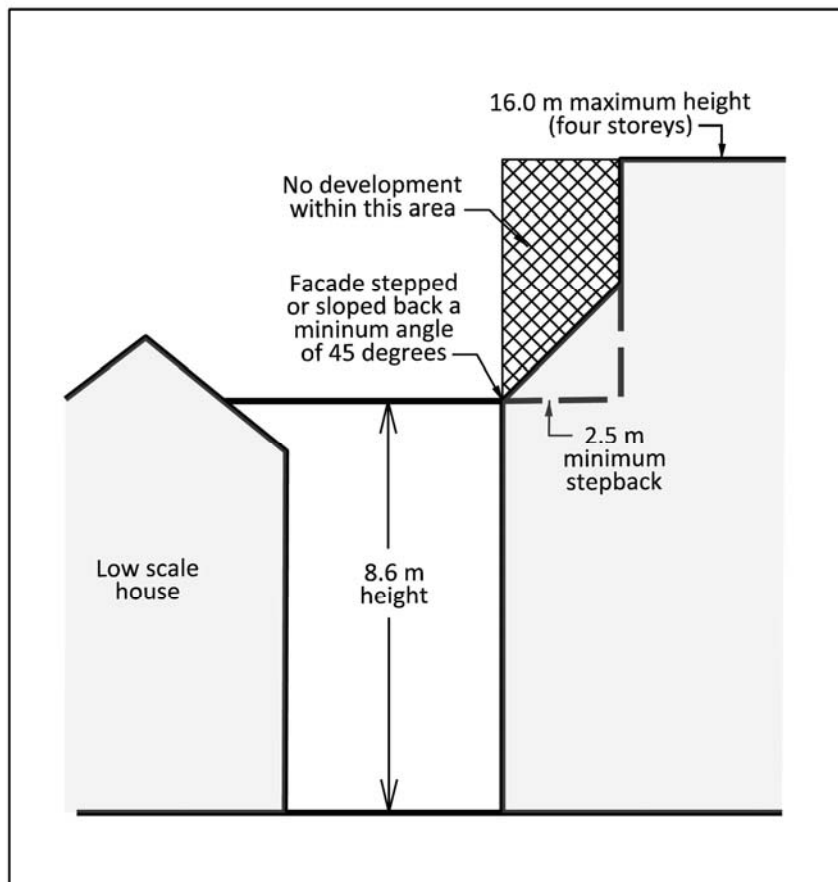 16.0 m maximum height
(four storeys)
No development
within this area
Facade stepped
or sloped back a
mininum angle
of 45 degrees
2.5 m
minimum
stepback
Low scale
house
8.6 m
height